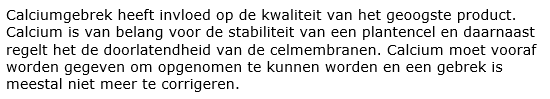 Calciumgebrek heeft invloed op de kwaliteit van het geoogste product.
Calcium is van belang voor de stabiliteit van een plantencel en daarnaast
regelt het de doorlatendheid van de celmembranen. Calcium moet vooraf
worden gegeven om opgenomen te kunnen worden en een gebrek is
meestal niet meer te corrigeren.